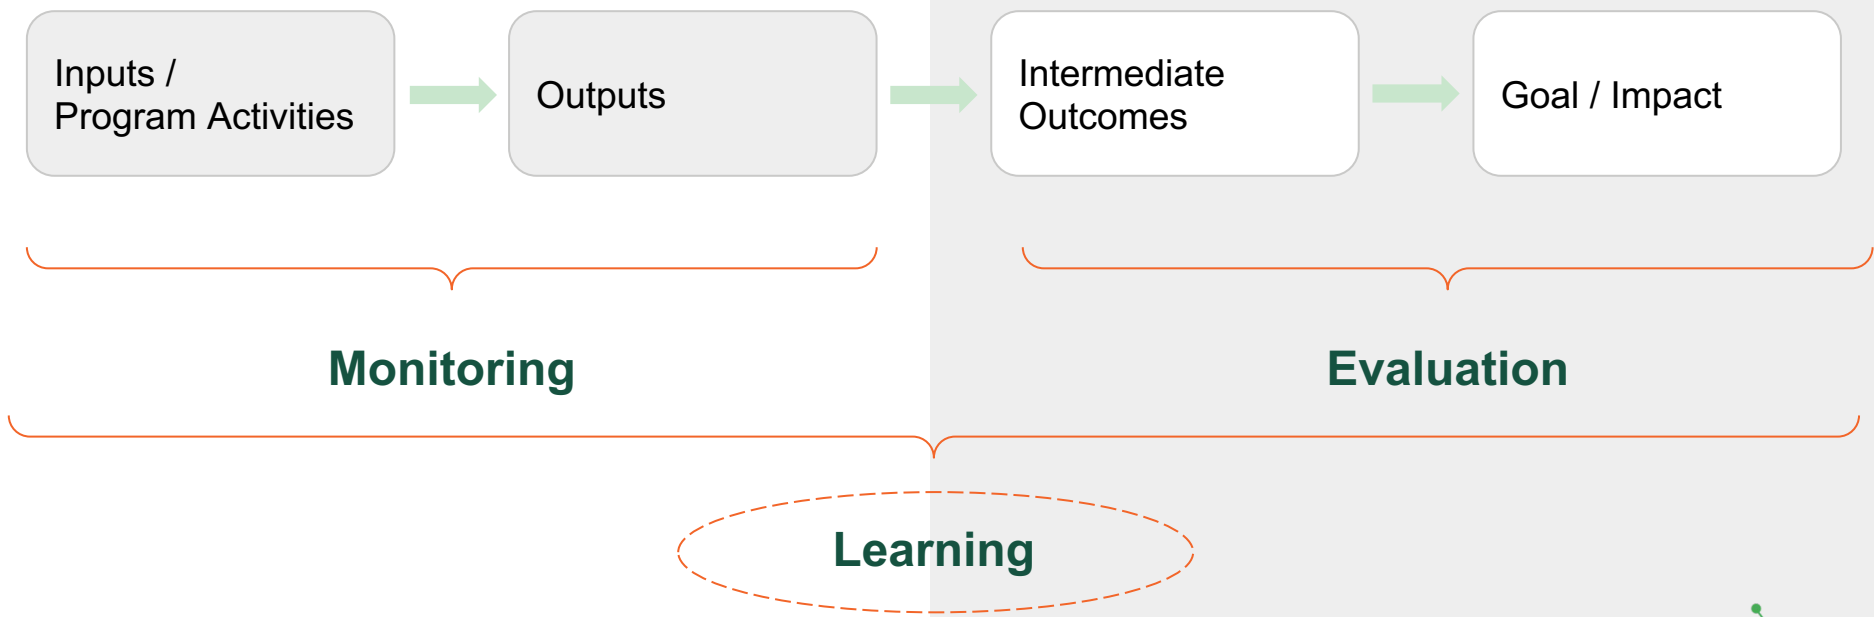 Inputs /
Program Activities
Outputs
Intermediate
Outcomes
Goal / Impact
Monitoring
Evaluation
Learning